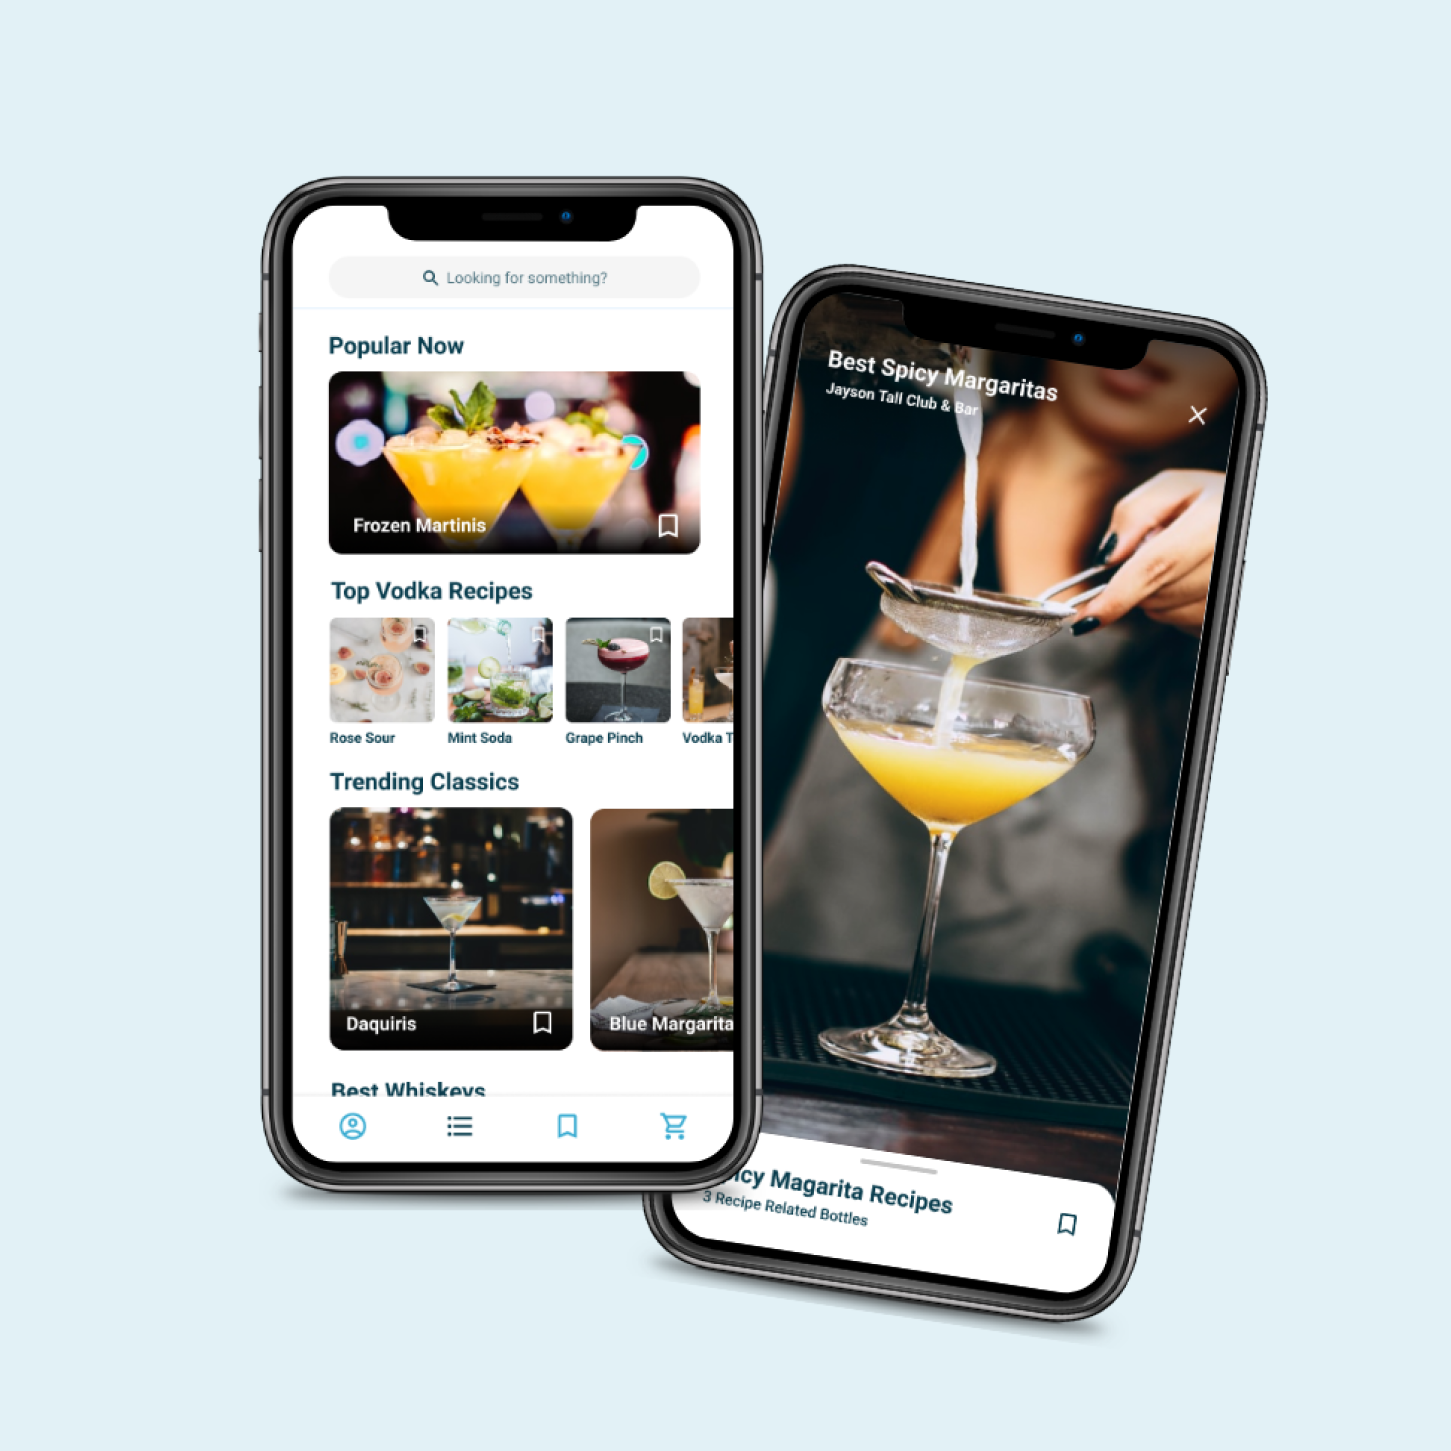 Looking for something?
Popular Now
Frozen Martinis
Top Vodka Recipes
Rose Sour
Mint Soda
Grape Pinch
Vodka T
Trending Classics
Daquiris
Blue Margarita
Best Whiskeys
Best Spicy Margaritas
Jayson Tall Club & Bar
icy Magarita Recipes
3 Recipe Related Bottles